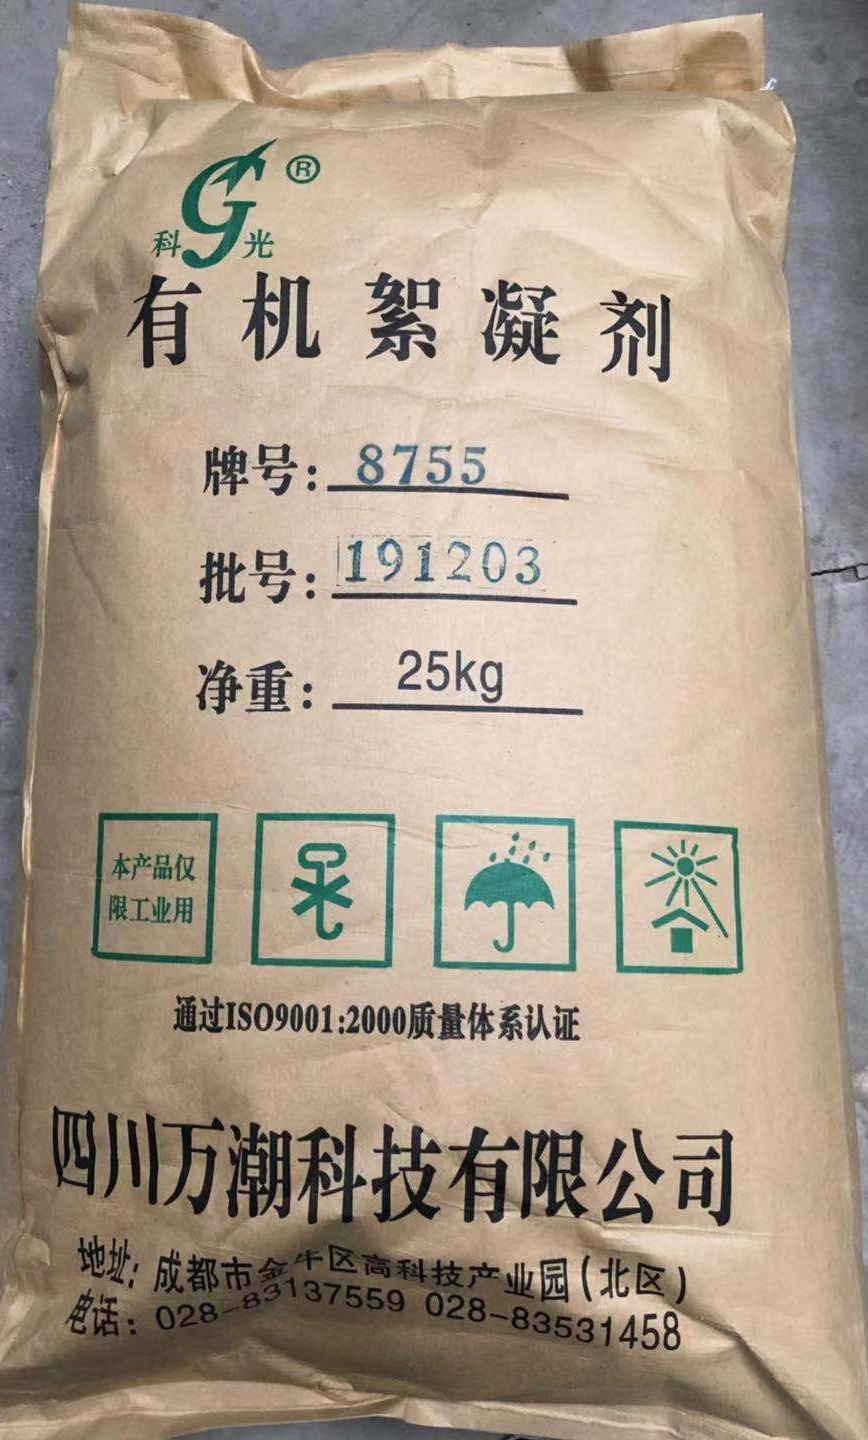 G®
科 光
有机絮凝剂
牌号：8755
批号：191203
净重：25kg
本产品仅
限工业用
通过ISO9001:2000质量体系认证
四川万潮科技有限公司
地址：成都市金牛区高科技产业园(北区)
电话：028-83137559 028-83531458